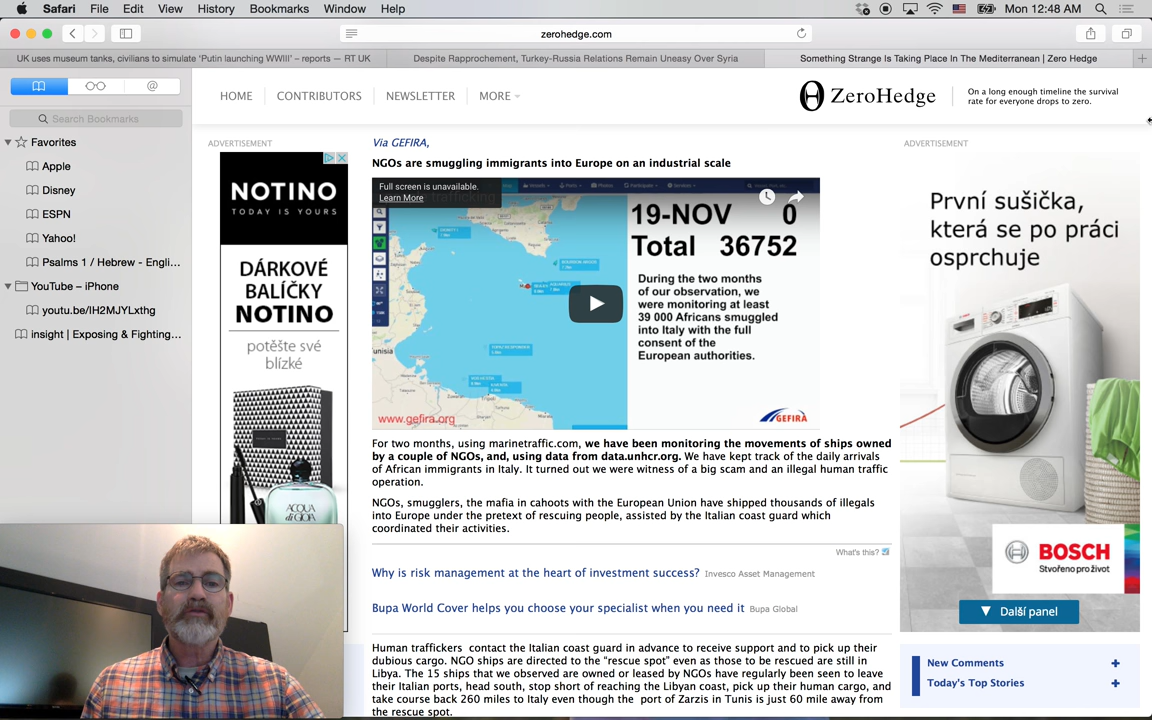 Safari File Edit View History Bookmarks Window Help Mon 12:48 AM
zerohedge.com
UK uses museum tanks, civilians to simulate 'Putin launching WWIII' – reports — RT UK
Despite Rapprochement, Turkey-Russia Relations Remain Uneasy Over Syria
Something Strange Is Taking Place In The Mediterranean | Zero Hedge
Search Bookmarks
Favorites
Apple
Disney
ESPN
Yahoo!
Psalms 1 / Hebrew - Engli...
YouTube – iPhone
youtu.be/lH2MJYLxthg
insight | Exposing & Fighting...
HOME CONTRIBUTORS NEWSLETTER MORE
ZeroHedge
On a long enough timeline the survival
rate for everyone drops to zero.
ADVERTISEMENT
NOTINO
TODAY IS YOURS
DÁRKOVÉ
BALÍČKY
NOTINO
potěšte své
blízké
ACQUA
di GIOIA
Via GEFIRA,
NGOs are smuggling immigrants into Europe on an industrial scale
Full screen is unavailable.
Learn More
19-NOV 0
Total 36752
During the two months
of our observation, we
were monitoring at least
39 000 Africans smuggled
into Italy with the full
consent of the
European authorities.
unisia
www.gefira.org
GEFIRA
For two months, using marinetraffic.com, we have been monitoring the movements of ships owned
by a couple of NGOs, and, using data from data.unhcr.org. We have kept track of the daily arrivals
of African immigrants in Italy. It turned out we were witness of a big scam and an illegal human traffic
operation.
NGOs, smugglers, the mafia in cahoots with the European Union have shipped thousands of illegals
into Europe under the pretext of rescuing people, assisted by the Italian coast guard which
coordinated their activities.
What's this?
Why is risk management at the heart of investment success? Invesco Asset Management
Bupa World Cover helps you choose your specialist when you need it Bupa Global
Human traffickers contact the Italian coast guard in advance to receive support and to pick up their
dubious cargo. NGO ships are directed to the "rescue spot" even as those to be rescued are still in
Libya. The 15 ships that we observed are owned or leased by NGOs have regularly been seen to leave
their Italian ports, head south, stop short of reaching the Libyan coast, pick up their human cargo, and
take course back 260 miles to Italy even though the port of Zarzis in Tunis is just 60 mile away from
the rescue spot.
ADVERTISEMENT
První sušička,
která se po práci
osprchuje
BOSCH
Stvořeno pro život
Další panel
New Comments
Today's Top Stories